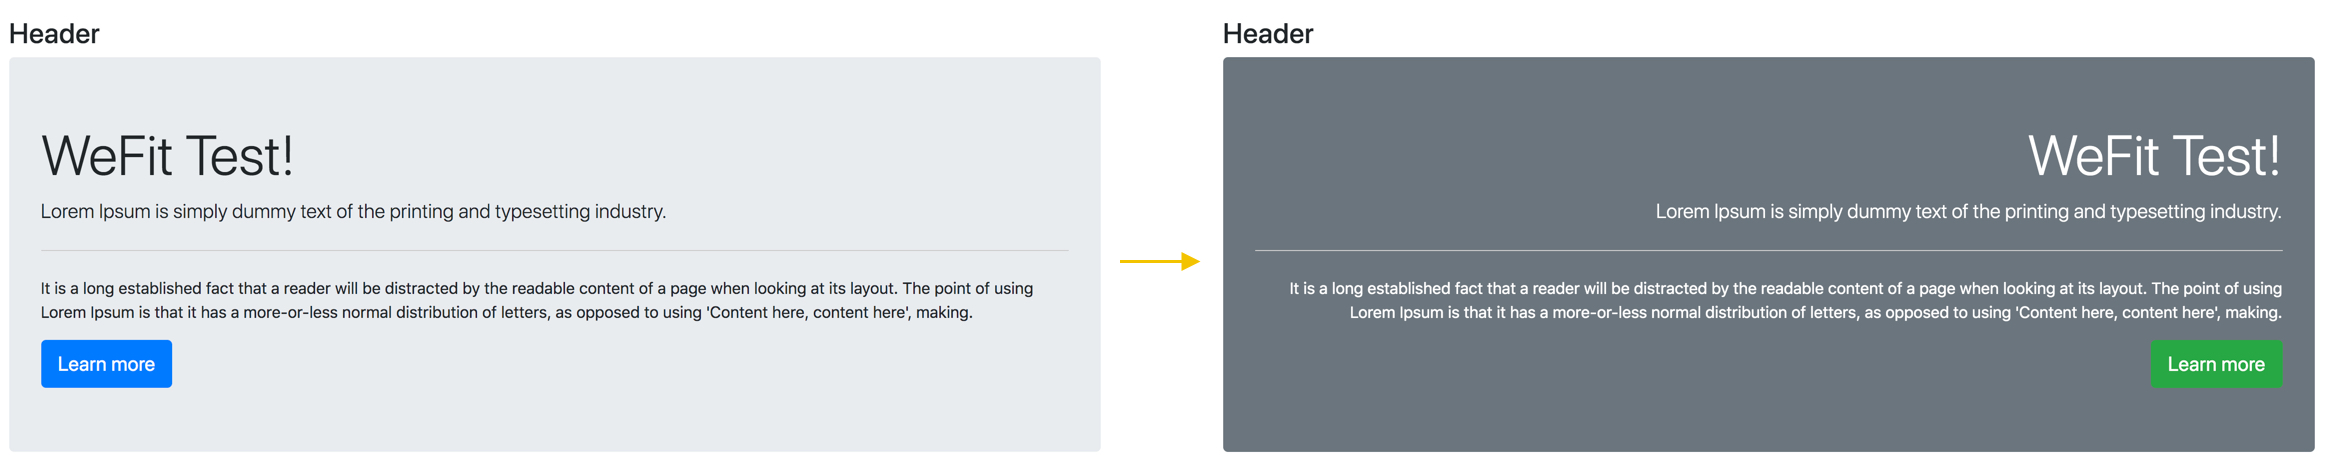 Header
WeFit Test!
Lorem Ipsum is simply dummy text of the printing and typesetting industry.
It is a long established fact that a reader will be distracted by the readable content of a page when looking at its layout. The point of using
Lorem Ipsum is that it has a more-or-less normal distribution of letters, as opposed to using 'Content here, content here', making.
Learn more
Header
WeFit Test!
Lorem Ipsum is simply dummy text of the printing and typesetting industry.
It is a long established fact that a reader will be distracted by the readable content of a page when looking at its layout. The point of using
Lorem Ipsum is that it has a more-or-less normal distribution of letters, as opposed to using 'Content here, content here', making.
Learn more